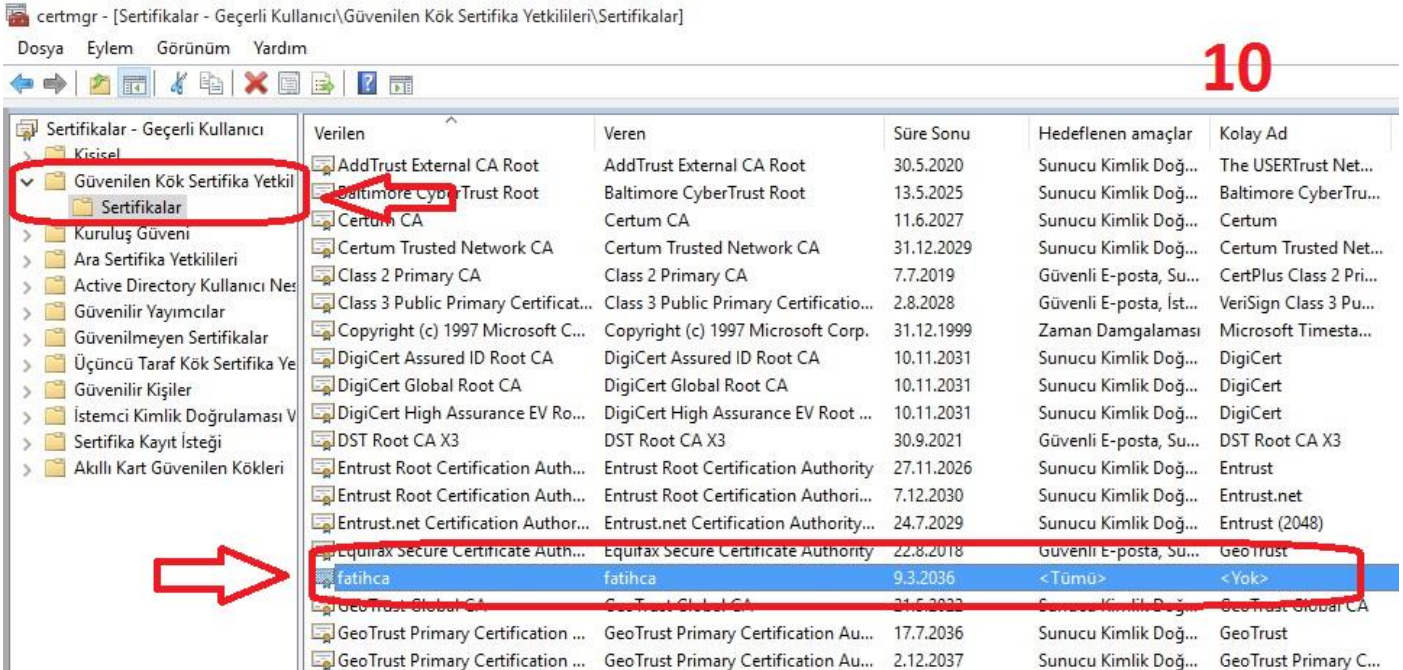 certmgr - [Sertifikalar - Geçerli Kullanıcı\Güvenilen Kök Sertifika Yetkilileri\Sertifikalar]
Dosya Eylem Görünüm Yardım
10
Sertifikalar - Geçerli Kullanıcı
Kişisel
Güvenilen Kök Sertifika Yetkil
Sertifikalar
Kuruluş Güveni
Ara Sertifika Yetkilileri
Active Directory Kullanıcı Nes
Güvenilir Yayımcılar
Güvenilmeyen Sertifikalar
Üçüncü Taraf Kök Sertifika Ye
Güvenilir Kişiler
İstemci Kimlik Doğrulaması V
Sertifika Kayıt İsteği
Akıllı Kart Güvenilen Kökleri
Verilen Veren Süre Sonu Hedeflenen amaçlar Kolay Ad
AddTrust External CA Root AddTrust External CA Root 30.5.2020 Sunucu Kimlik Doğ... The USERTrust Net...
Baltimore CyberTrust Root Baltimore CyberTrust Root 13.5.2025 Sunucu Kimlik Doğ... Baltimore CyberTru...
Certum CA Certum CA 11.6.2027 Sunucu Kimlik Doğ... Certum
Certum Trusted Network CA Certum Trusted Network CA 31.12.2029 Sunucu Kimlik Doğ... Certum Trusted Net...
Class 2 Primary CA Class 2 Primary CA 7.7.2019 Güvenli E-posta, Su... CertPlus Class 2 Pri...
Class 3 Public Primary Certificat... Class 3 Public Primary Certificatio... 2.8.2028 Güvenli E-posta, İst... VeriSign Class 3 Pu...
Copyright (c) 1997 Microsoft C... Copyright (c) 1997 Microsoft Corp. 31.12.1999 Zaman Damgalaması Microsoft Timesta...
DigiCert Assured ID Root CA DigiCert Assured ID Root CA 10.11.2031 Sunucu Kimlik Doğ... DigiCert
DigiCert Global Root CA DigiCert Global Root CA 10.11.2031 Sunucu Kimlik Doğ... DigiCert
DigiCert High Assurance EV Ro... DigiCert High Assurance EV Root ... 10.11.2031 Sunucu Kimlik Doğ... DigiCert
DST Root CA X3 DST Root CA X3 30.9.2021 Güvenli E-posta, Su... DST Root CA X3
Entrust Root Certification Auth... Entrust Root Certification Authority 27.11.2026 Sunucu Kimlik Doğ... Entrust
Entrust Root Certification Auth... Entrust Root Certification Authori... 7.12.2030 Sunucu Kimlik Doğ... Entrust.net
Entrust.net Certification Author... Entrust.net Certification Authority... 24.7.2029 Sunucu Kimlik Doğ... Entrust (2048)
Equifax Secure Certificate Auth... Equifax Secure Certificate Authority 22.8.2018 Güvenli E-posta, Su... GeoTrust
fatihca fatihca 9.3.2036 <Tümü> <Yok>
GeoTrust Global CA GeoTrust Global CA 21.5.2022 Sunucu Kimlik Doğ... GeoTrust Global CA
GeoTrust Primary Certification ... GeoTrust Primary Certification Au... 17.7.2036 Sunucu Kimlik Doğ... GeoTrust
GeoTrust Primary Certification ... GeoTrust Primary Certification Au... 2.12.2037 Sunucu Kimlik Doğ... GeoTrust Primary C...